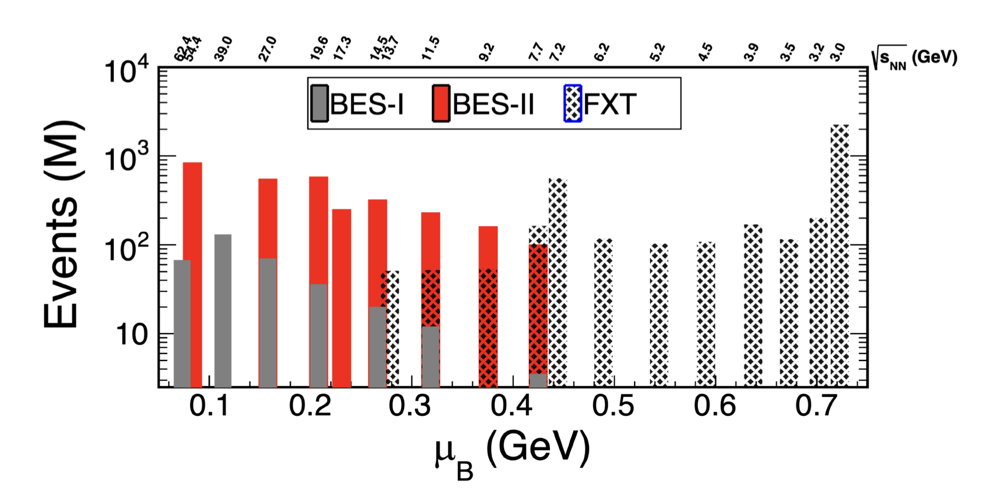 62.4 54.4 39.0 27.0 19.6 17.3 14.5 13.7 11.5 9.2 7.7 7.2 6.2 5.2 4.5 3.9 3.5 3.2 3.0 √sNN (GeV)
BES-I BES-II FXT
Events (M)
10⁴
10³
10²
10
0.1 0.2 0.3 0.4 0.5 0.6 0.7
μB (GeV)